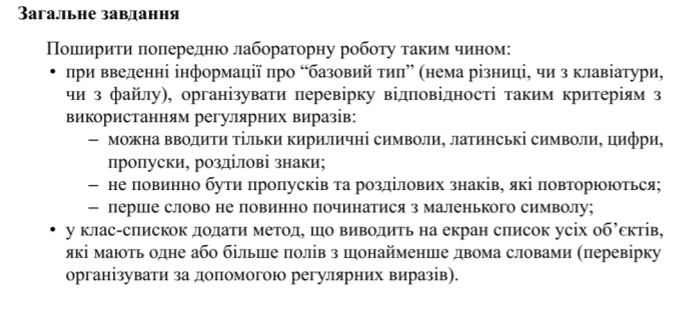 Загальне завдання
Поширити попередню лабораторну роботу таким чином:
• при введенні інформації про “базовий тип” (нема різниці, чи з клавіатури,
чи з файлу), організувати перевірку відповідності таким критеріям з
використанням регулярних виразів:
– можна вводити тільки кириличні символи, латинські символи, цифри,
пропуски, розділові знаки;
– не повинно бути пропусків та розділових знаків, які повторюються;
– перше слово не повинно починатися з маленького символу;
• у клас-спискок додати метод, що виводить на екран список усіх об’єктів,
які мають одне або більше полів з щонайменше двома словами (перевірку
організувати за допомогою регулярних виразів).